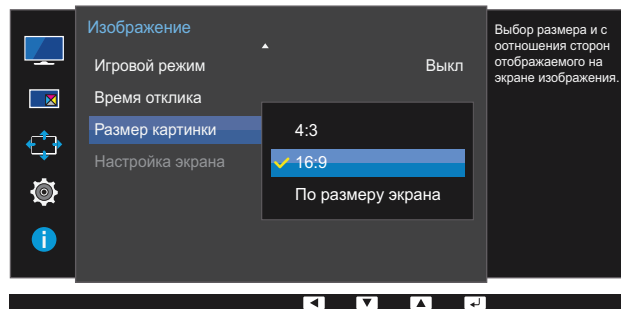 Изображение
Игровой режим Выкл
Время отклика
Размер картинки
Настройка экрана
4:3
16:9
По размеру экрана
Выбор размера и с
оотношения сторон
отображаемого на
экране изображения.